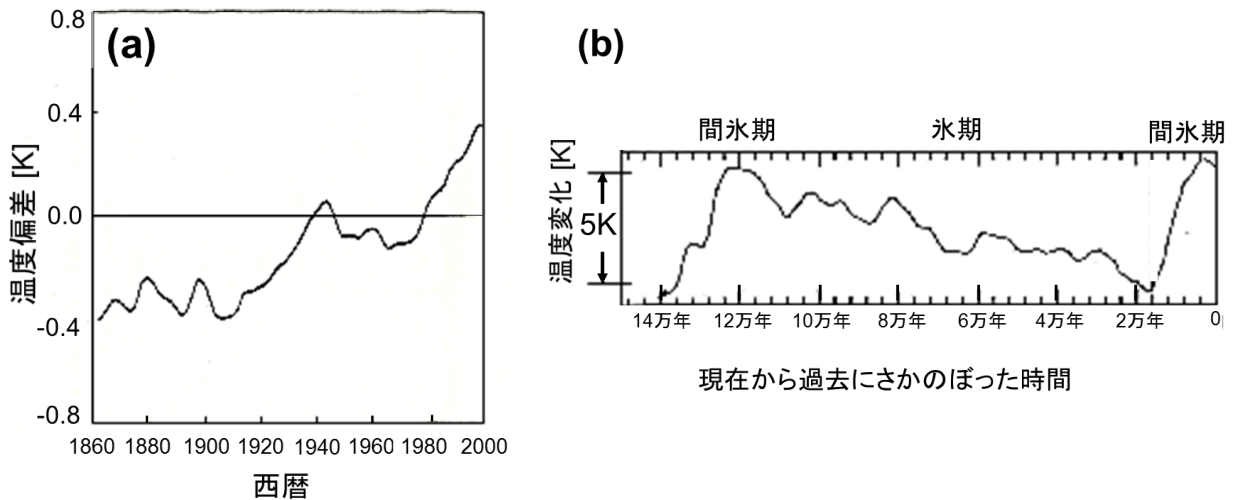 (a)
0.8
0.4
0.0
-0.4
-0.8
温度偏差 [K]
1860 1880 1900 1920 1940 1960 1980 2000
西暦
(b)
間氷期 氷期 間氷期
温度変化 [K]
5K
14万年 12万年 10万年 8万年 6万年 4万年 2万年 0
現在から過去にさかのぼった時間